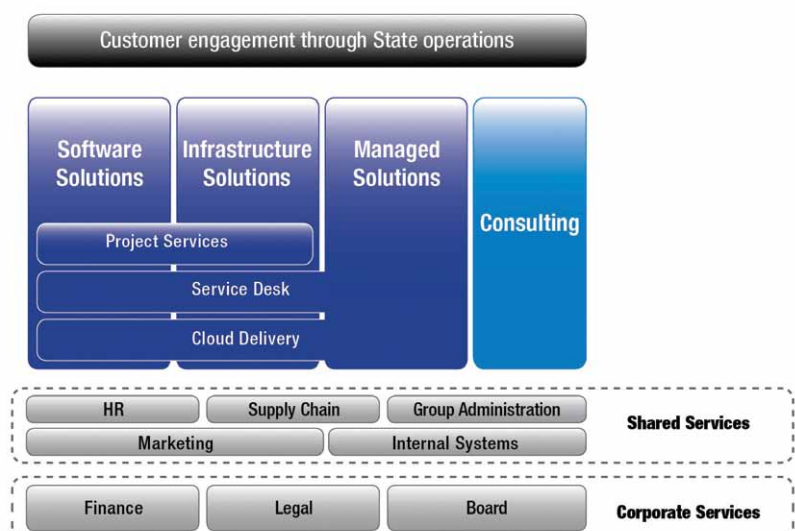 Customer engagement through State operations
Software
Solutions
Infrastructure
Solutions
Managed
Solutions
Consulting
Project Services
Service Desk
Cloud Delivery
HR
Supply Chain
Group Administration
Shared Services
Marketing
Internal Systems
Finance
Legal
Board
Corporate Services